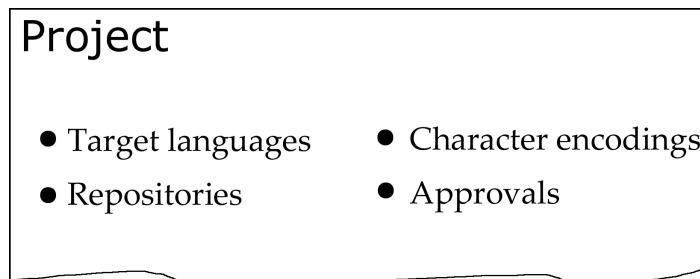 Project
● Target languages
● Repositories
● Character encodings
● Approvals